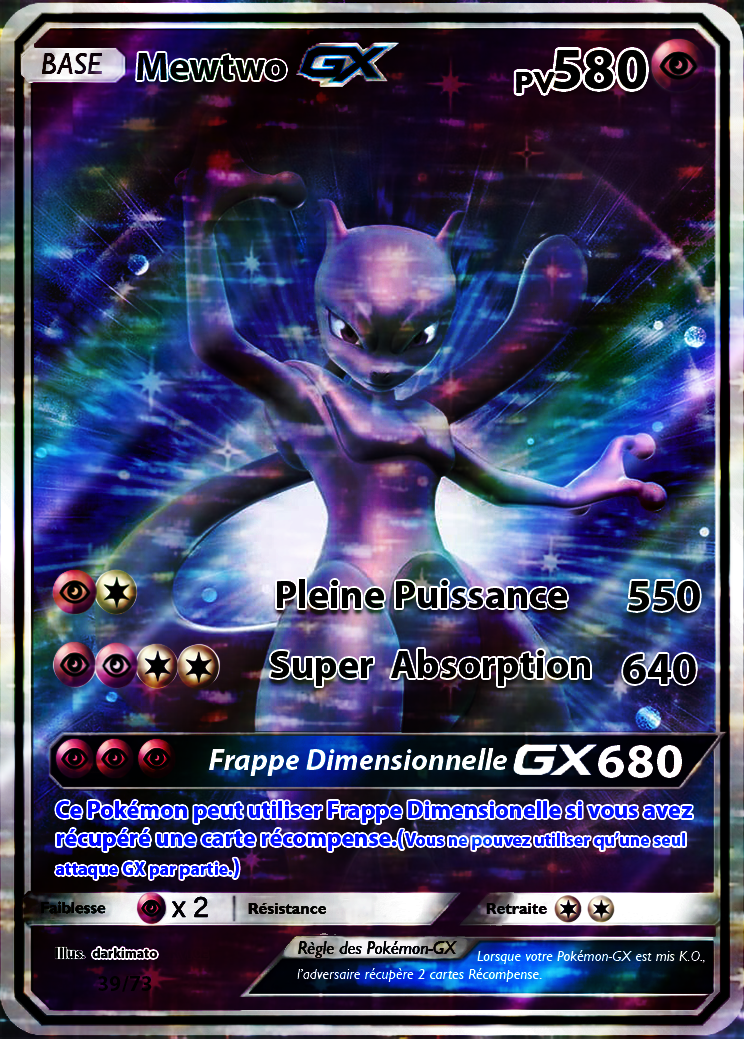 BASE Mewtwo GX PV580
Pleine Puissance 550
Super Absorption 640
Frappe Dimensionnelle GX 680
Ce Pokémon peut utiliser Frappe Dimensionelle si vous avez
récupéré une carte récompense.(Vous ne pouvez utiliser qu'une seul
attaque GX par partie.)
Faiblesse x 2 Résistance Retraite
Illus. darkimato
39/73
Règle des Pokémon-GX Lorsque votre Pokémon-GX est mis K.O.,
l'adversaire récupère 2 cartes Récompense.